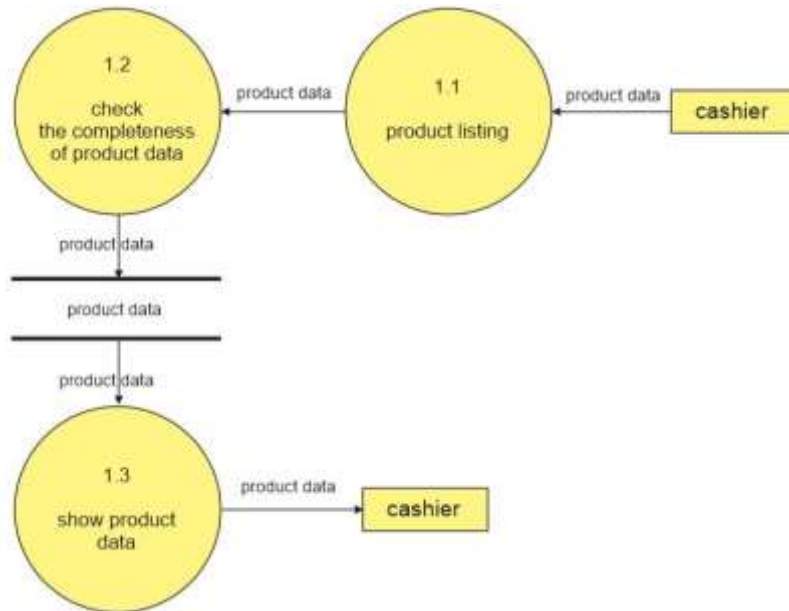 1.2
check
the completeness
of product data
product data
1.1
product listing
product data
cashier
product data
product data
product data
1.3
show product
data
product data
cashier